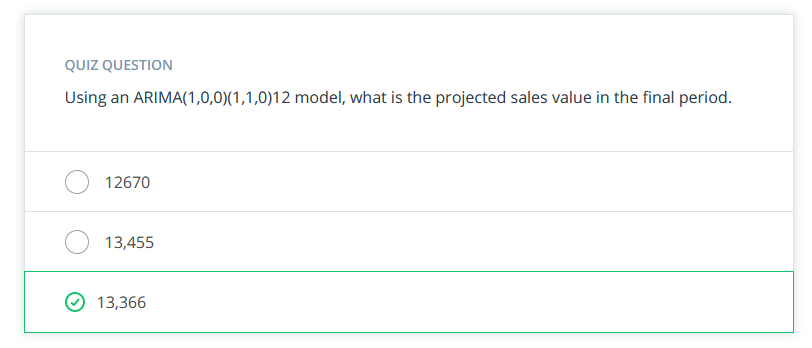 QUIZ QUESTION
Using an ARIMA(1,0,0)(1,1,0)12 model, what is the projected sales value in the final period.
12670
13,455
13,366